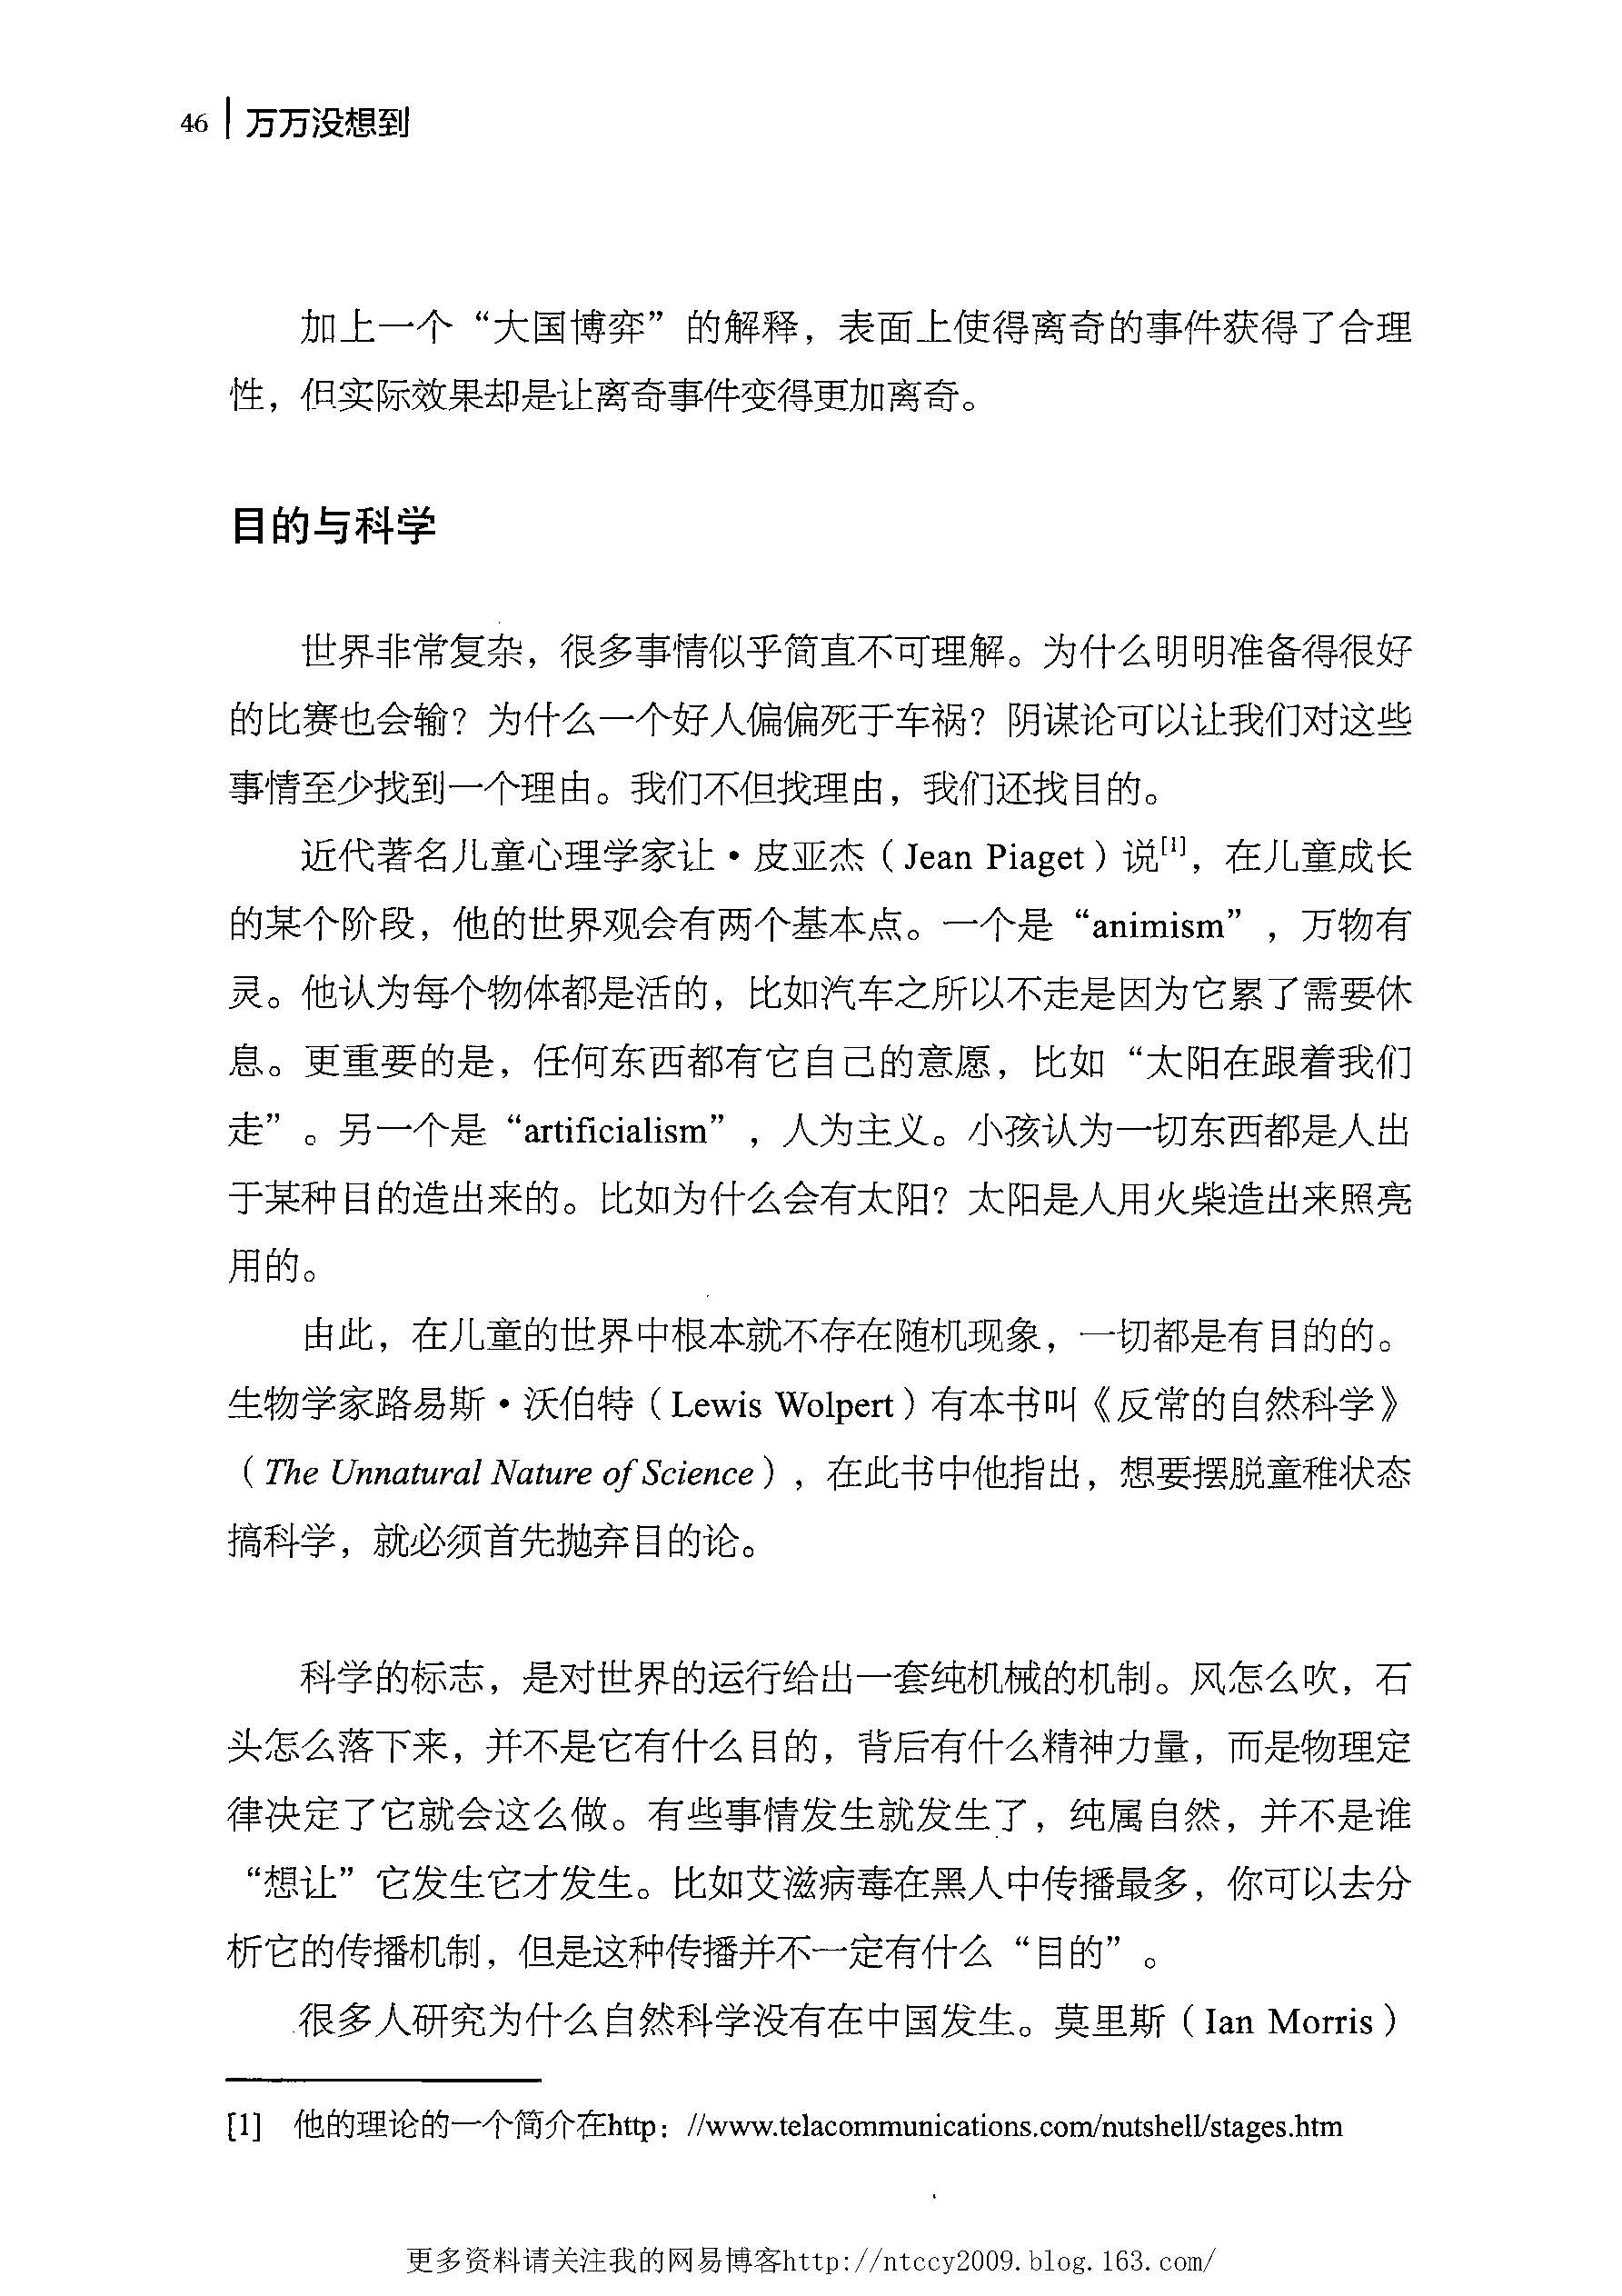 46 | 万万没想到
加上一个“大国博弈”的解释，表面上使得离奇的事件获得了合理
性，但实际效果却是让离奇事件变得更加离奇。
目的与科学
世界非常复杂，很多事情似乎简直不可理解。为什么明明准备得很好
的比赛也会输？为什么一个好人偏偏死于车祸？阴谋论可以让我们对这些
事情至少找到一个理由。我们不但找理由，我们还找目的。
近代著名儿童心理学家让·皮亚杰（Jean Piaget）说[1]，在儿童成长
的某个阶段，他的世界观会有两个基本点。一个是“animism”，万物有
灵。他认为每个物体都是活的，比如汽车之所以不走是因为它累了需要休
息。更重要的是，任何东西都有它自己的意愿，比如“太阳在跟着我们
走”。另一个是“artificialism”，人为主义。小孩认为一切东西都是人出
于某种目的造出来的。比如为什么会有太阳？太阳是人用火柴造出来照亮
用的。
由此，在儿童的世界中根本就不存在随机现象，一切都是有目的的。
生物学家路易斯·沃伯特（Lewis Wolpert）有本书叫《反常的自然科学》
（The Unnatural Nature of Science），在此书中他指出，想要摆脱童稚状态
搞科学，就必须首先抛弃目的论。
科学的标志，是对世界的运行给出一套纯机械的机制。风怎么吹，石
头怎么落下来，并不是它有什么目的，背后有什么精神力量，而是物理定
律决定了它就会这么做。有些事情发生就发生了，纯属自然，并不是谁
“想让”它发生它才发生。比如艾滋病毒在黑人中传播最多，你可以去分
析它的传播机制，但是这种传播并不一定有什么“目的”。
很多人研究为什么自然科学没有在中国发生。莫里斯（Ian Morris）
[1] 他的理论的一个简介在http：//www.telacommunications.com/nutshell/stages.htm
更多资料请关注我的网易博客http://ntccy2009.blog.163.com/